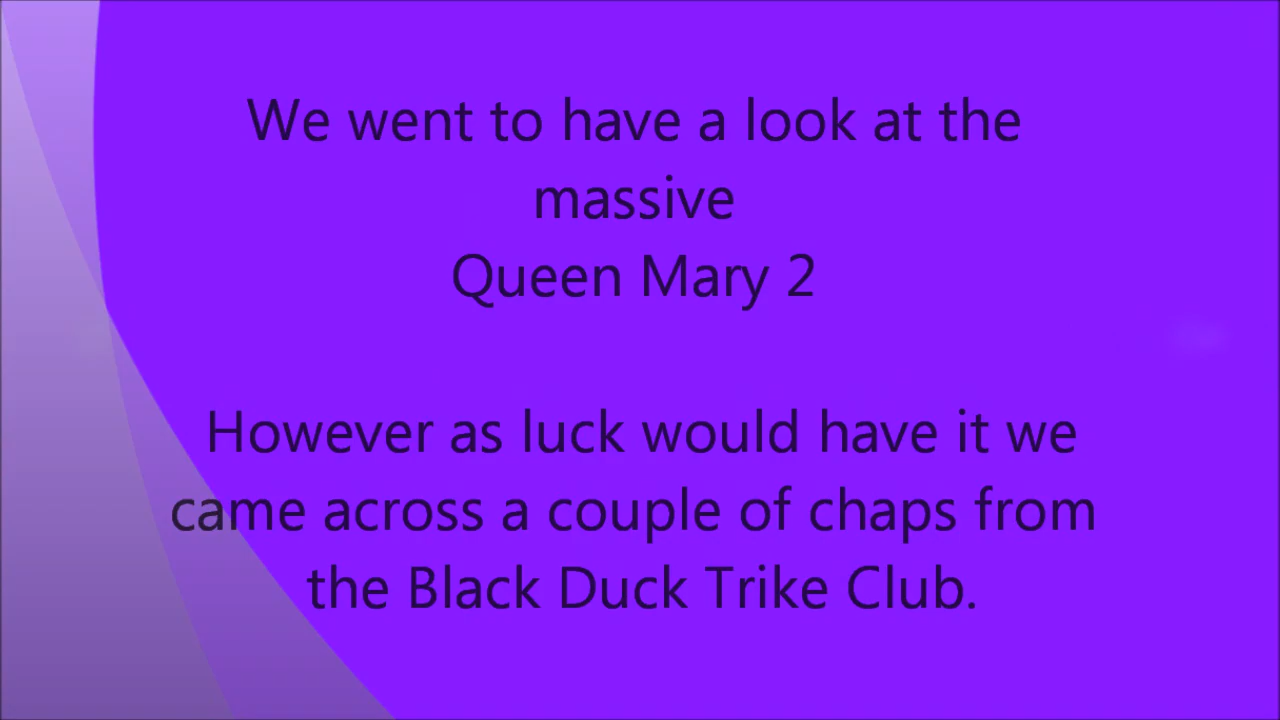 We went to have a look at the
massive
Queen Mary 2
However as luck would have it we
came across a couple of chaps from
the Black Duck Trike Club.